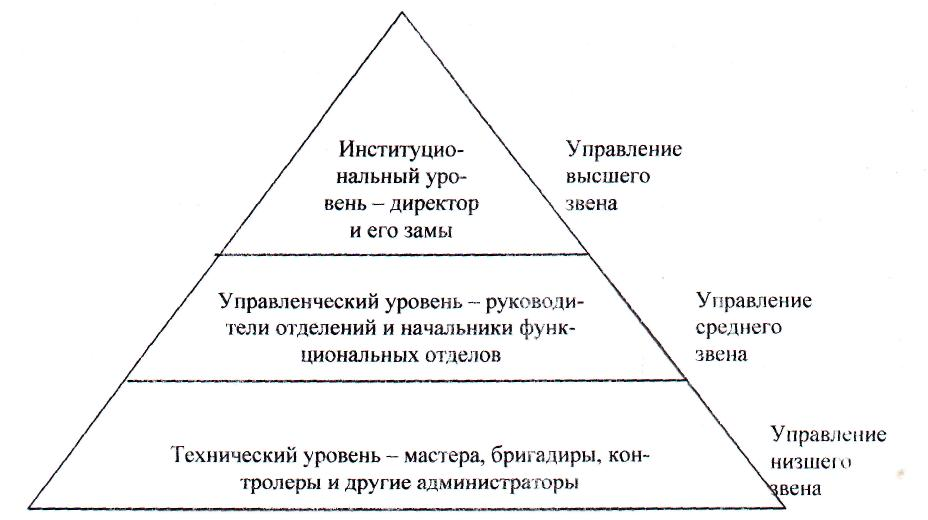 Институцио-
нальный уро-
вень – директор
и его замы
Управление
высшего
звена
Управленческий уровень – руководи-
тели отделений и начальники функ-
циональных отделов
Управление
среднего
звена
Технический уровень – мастера, бригадиры, кон-
тролеры и другие администраторы
Управление
низшего
звена